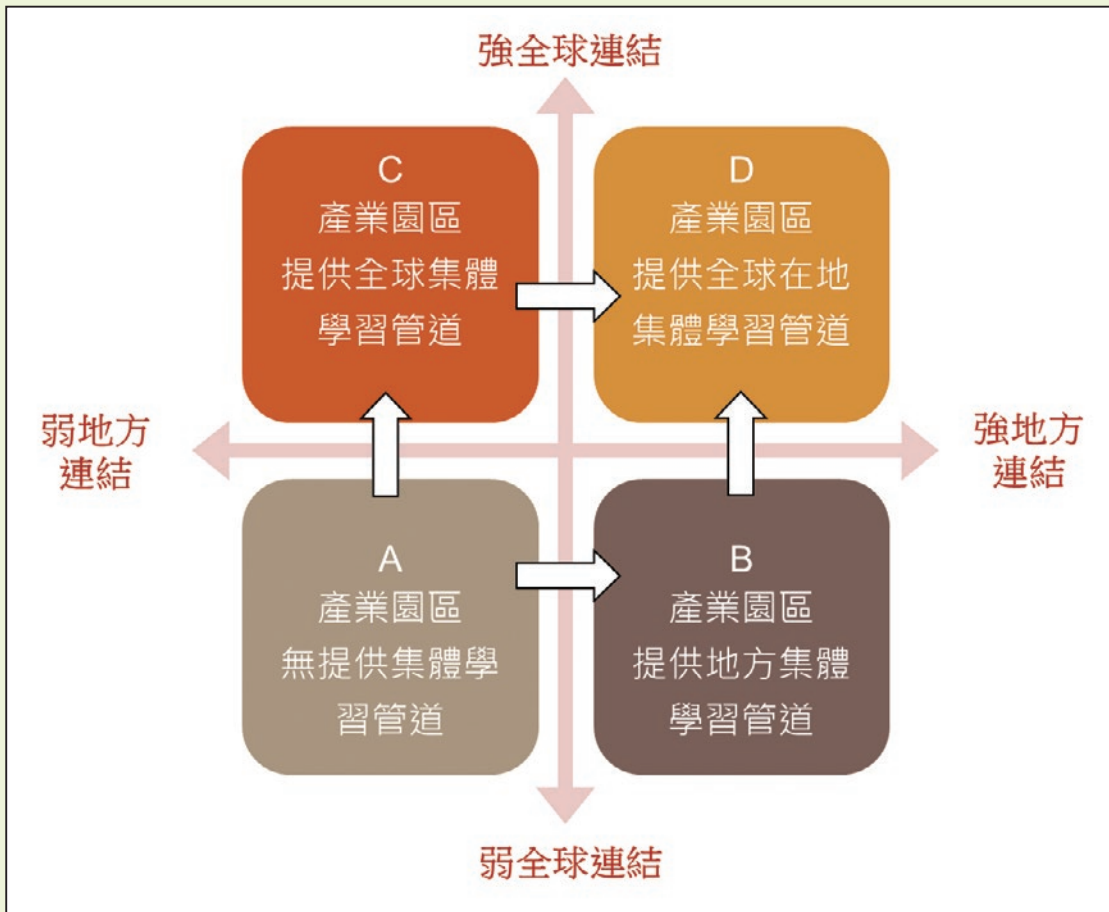 強全球連結
C
產業園區
提供全球集體
學習管道
D
產業園區
提供全球在地
集體學習管道
弱地方
連結
強地方
連結
A
產業園區
無提供集體學
習管道
B
產業園區
提供地方集體
學習管道
弱全球連結